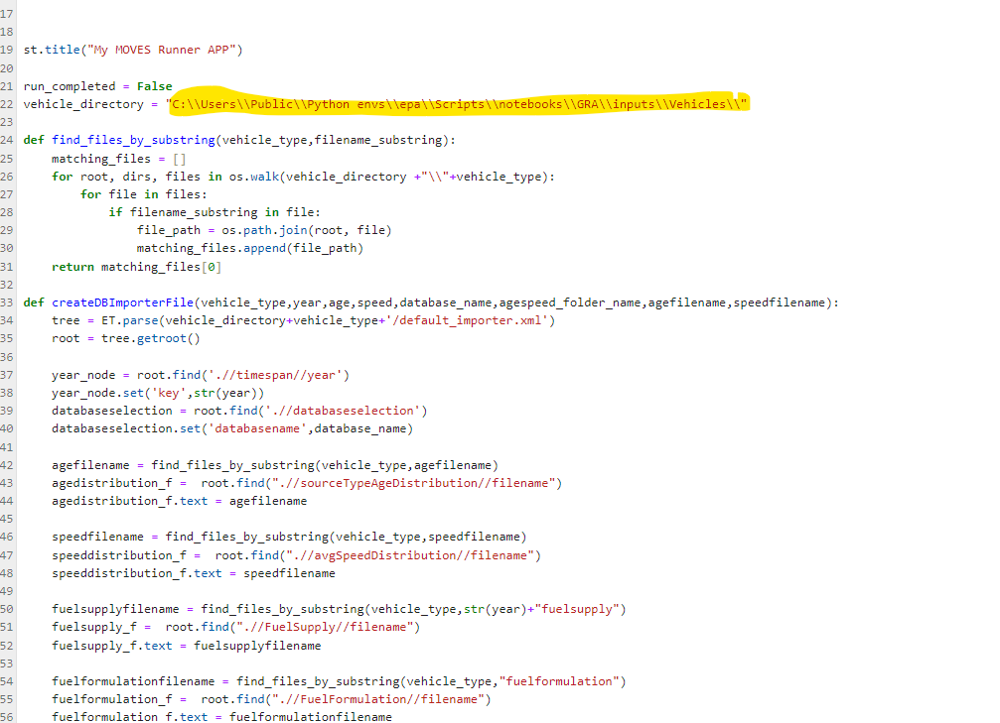 17
18
19 st.title("My MOVES Runner APP")
20
21 run_completed = False
22 vehicle_directory = "C:\\Users\\Public\\Python envs\\epa\\Scripts\\notebooks\\GRA\\inputs\\Vehicles\\"
23
24 def find_files_by_substring(vehicle_type,filename_substring):
25     matching_files = []
26     for root, dirs, files in os.walk(vehicle_directory +"\\"+vehicle_type):
27         for file in files:
28             if filename_substring in file:
29                 file_path = os.path.join(root, file)
30                 matching_files.append(file_path)
31     return matching_files[0]
32
33 def createDBImporterFile(vehicle_type,year,age,speed,database_name,agespeed_folder_name,agefilename,speedfilename):
34     tree = ET.parse(vehicle_directory+vehicle_type+'/default_importer.xml')
35     root = tree.getroot()
36
37     year_node = root.find('.//timespan//year')
38     year_node.set('key',str(year))
39     databaseselection = root.find('.//databaseselection')
40     databaseselection.set('databasename',database_name)
41
42     agefilename = find_files_by_substring(vehicle_type,agefilename)
43     agedistribution_f =  root.find(".//sourceTypeAgeDistribution//filename")
44     agedistribution_f.text = agefilename
45
46     speedfilename = find_files_by_substring(vehicle_type,speedfilename)
47     speeddistribution_f =  root.find(".//avgSpeedDistribution//filename")
48     speeddistribution_f.text = speedfilename
49
50     fuelsupplyfilename = find_files_by_substring(vehicle_type,str(year)+"fuelsupply")
51     fuelsupply_f =  root.find(".//FuelSupply//filename")
52     fuelsupply_f.text = fuelsupplyfilename
53
54     fuelformulationfilename = find_files_by_substring(vehicle_type,"fuelformulation")
55     fuelformulation_f =  root.find(".//FuelFormulation//filename")
56     fuelformulation_f.text = fuelformulationfilename